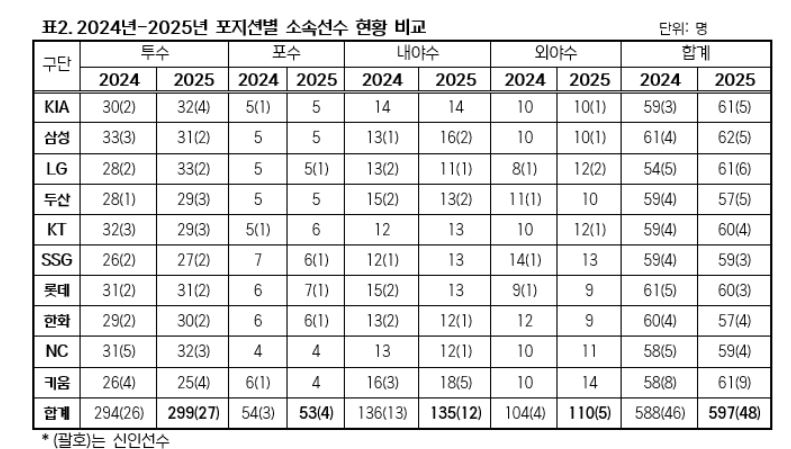 표2. 2024년-2025년 포지션별 소속선수 현황 비교 단위: 명
구단 투수 포수 내야수 외야수 합계
2024 2025 2024 2025 2024 2025 2024 2025 2024 2025
KIA 30(2) 32(4) 5(1) 5 14 14 10 10(1) 59(3) 61(5)
삼성 33(3) 31(2) 5 5 13(1) 16(2) 10 10(1) 61(4) 62(5)
LG 28(2) 33(2) 5 5(1) 13(2) 11(1) 8(1) 12(2) 54(5) 61(6)
두산 28(1) 29(3) 5 5 15(2) 13(2) 11(1) 10 59(4) 57(5)
KT 32(3) 29(3) 5(1) 6 12 13 10 12(1) 59(4) 60(4)
SSG 26(2) 27(2) 7 6(1) 12(1) 13 14(1) 13 59(4) 59(3)
롯데 31(2) 31(2) 6 7(1) 15(2) 13 9(1) 9 61(5) 60(3)
한화 29(2) 30(2) 6 6(1) 13(2) 12(1) 12 9 60(4) 57(4)
NC 31(5) 32(3) 4 4 13 12(1) 10 11 58(5) 59(4)
키움 26(4) 25(4) 6(1) 4 16(3) 18(5) 10 14 58(8) 61(9)
합계 294(26) 299(27) 54(3) 53(4) 136(13) 135(12) 104(4) 110(5) 588(46) 597(48)
* (괄호)는 신인선수